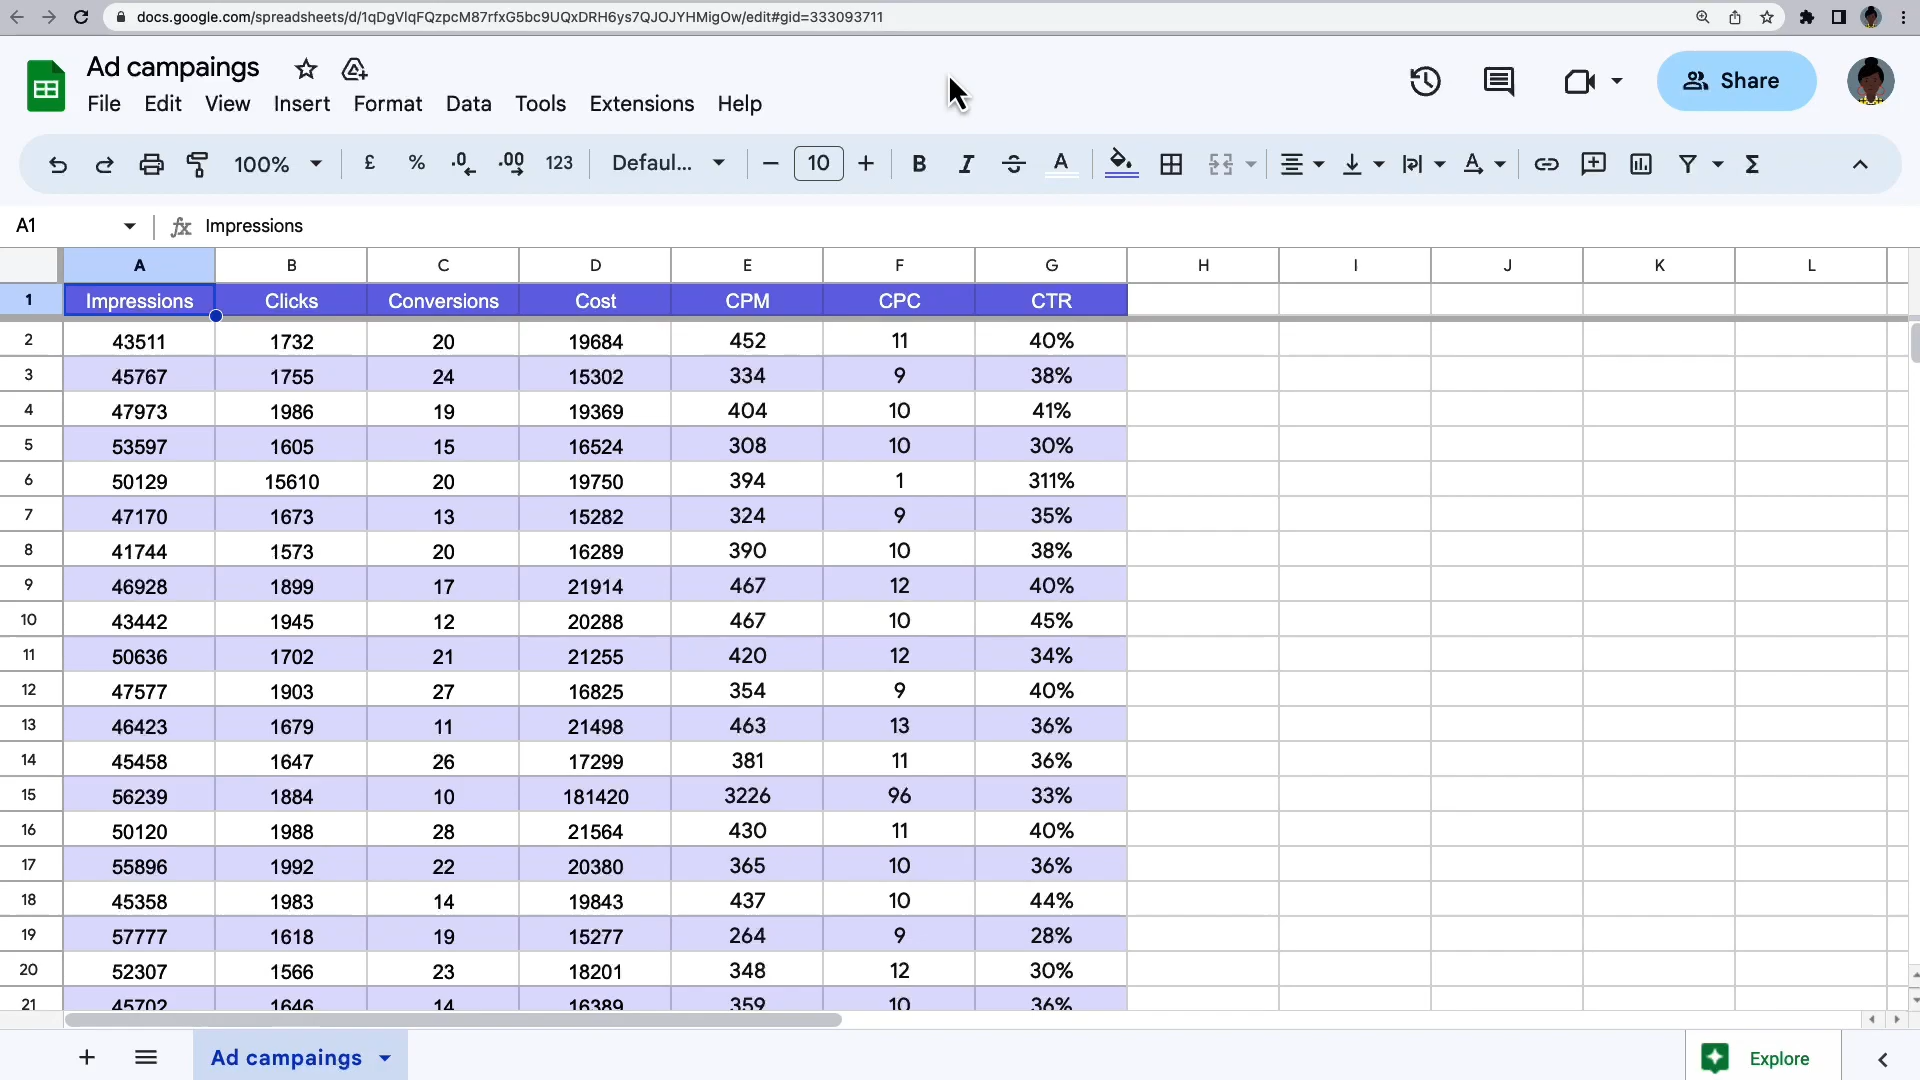 docs.google.com/spreadsheets/d/1qDgVlqFQzpcM87rfxG5bc9UQxDRH6ys7QJOJYHMigOw/edit#gid=333093711
Ad campaings
File Edit View Insert Format Data Tools Extensions Help
Share
100% £ % .0 .00 123 Defaul... 10 B I S A Σ
A1 fx Impressions
A B C D E F G H I J K L
1 Impressions Clicks Conversions Cost CPM CPC CTR
2 43511 1732 20 19684 452 11 40%
3 45767 1755 24 15302 334 9 38%
4 47973 1986 19 19369 404 10 41%
5 53597 1605 15 16524 308 10 30%
6 50129 15610 20 19750 394 1 311%
7 47170 1673 13 15282 324 9 35%
8 41744 1573 20 16289 390 10 38%
9 46928 1899 17 21914 467 12 40%
10 43442 1945 12 20288 467 10 45%
11 50636 1702 21 21255 420 12 34%
12 47577 1903 27 16825 354 9 40%
13 46423 1679 11 21498 463 13 36%
14 45458 1647 26 17299 381 11 36%
15 56239 1884 10 181420 3226 96 33%
16 50120 1988 28 21564 430 11 40%
17 55896 1992 22 20380 365 10 36%
18 45358 1983 14 19843 437 10 44%
19 57777 1618 19 15277 264 9 28%
20 52307 1566 23 18201 348 12 30%
21 45702 1646 14 16389 359 10 36%
Ad campaings
Explore